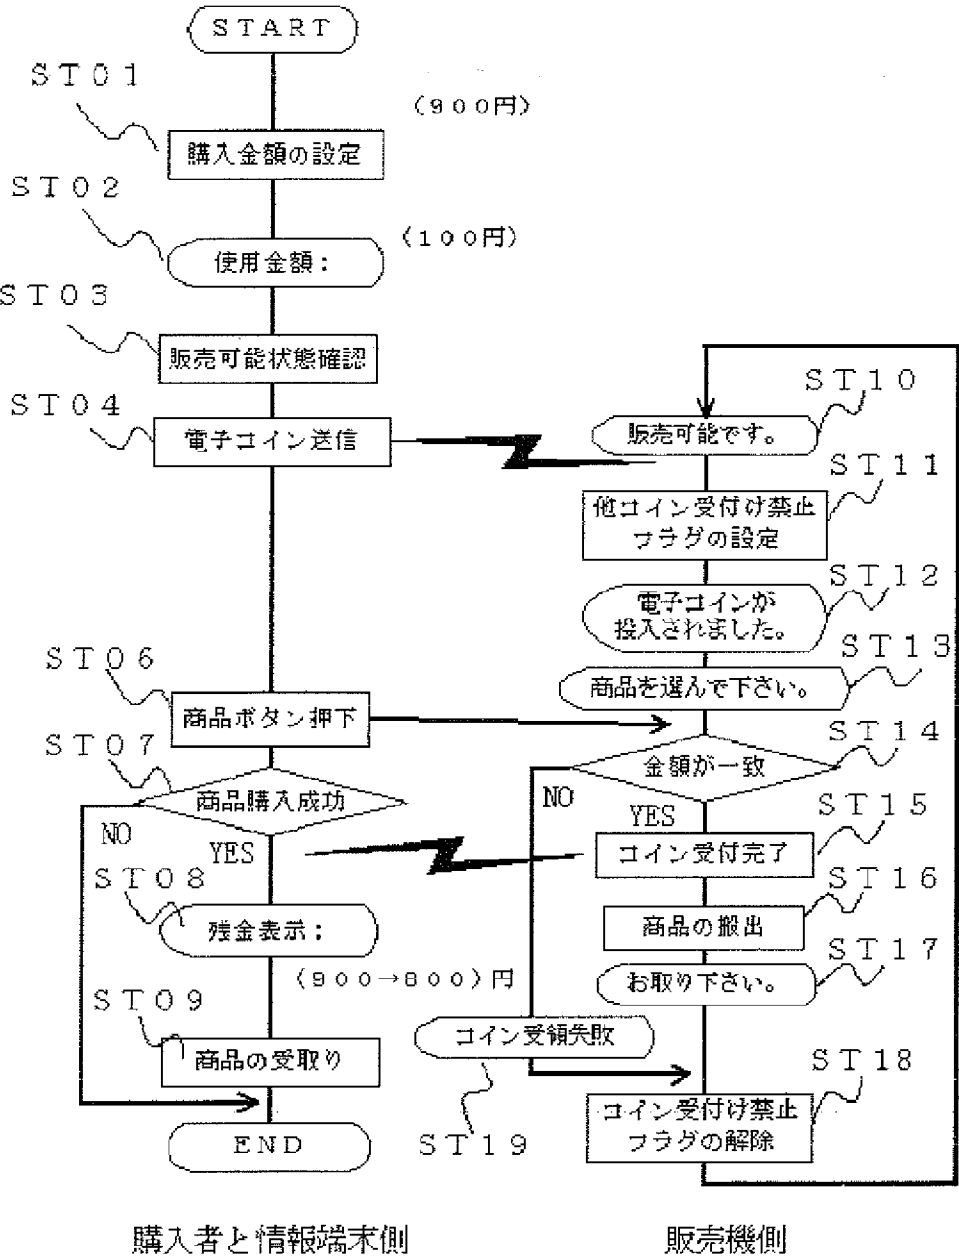 START
ST01
(900円)
購入金額の設定
ST02
(100円)
使用金額：
ST03
販売可能状態確認
ST04
電子コイン送信
ST06
商品ボタン押下
ST07
商品購入成功
NO
YES
ST08
残金表示：
(900→800)円
ST09
商品の受取り
END
購入者と情報端末側
ST10
販売可能です。
ST11
他コイン受付け禁止
フラグの設定
ST12
電子コインが
投入されました。
ST13
商品を選んで下さい。
ST14
金額が一致
NO
YES
ST15
コイン受付完了
ST16
商品の搬出
ST17
お取り下さい。
コイン受領失敗
ST19
ST18
コイン受付け禁止
フラグの解除
販売機側